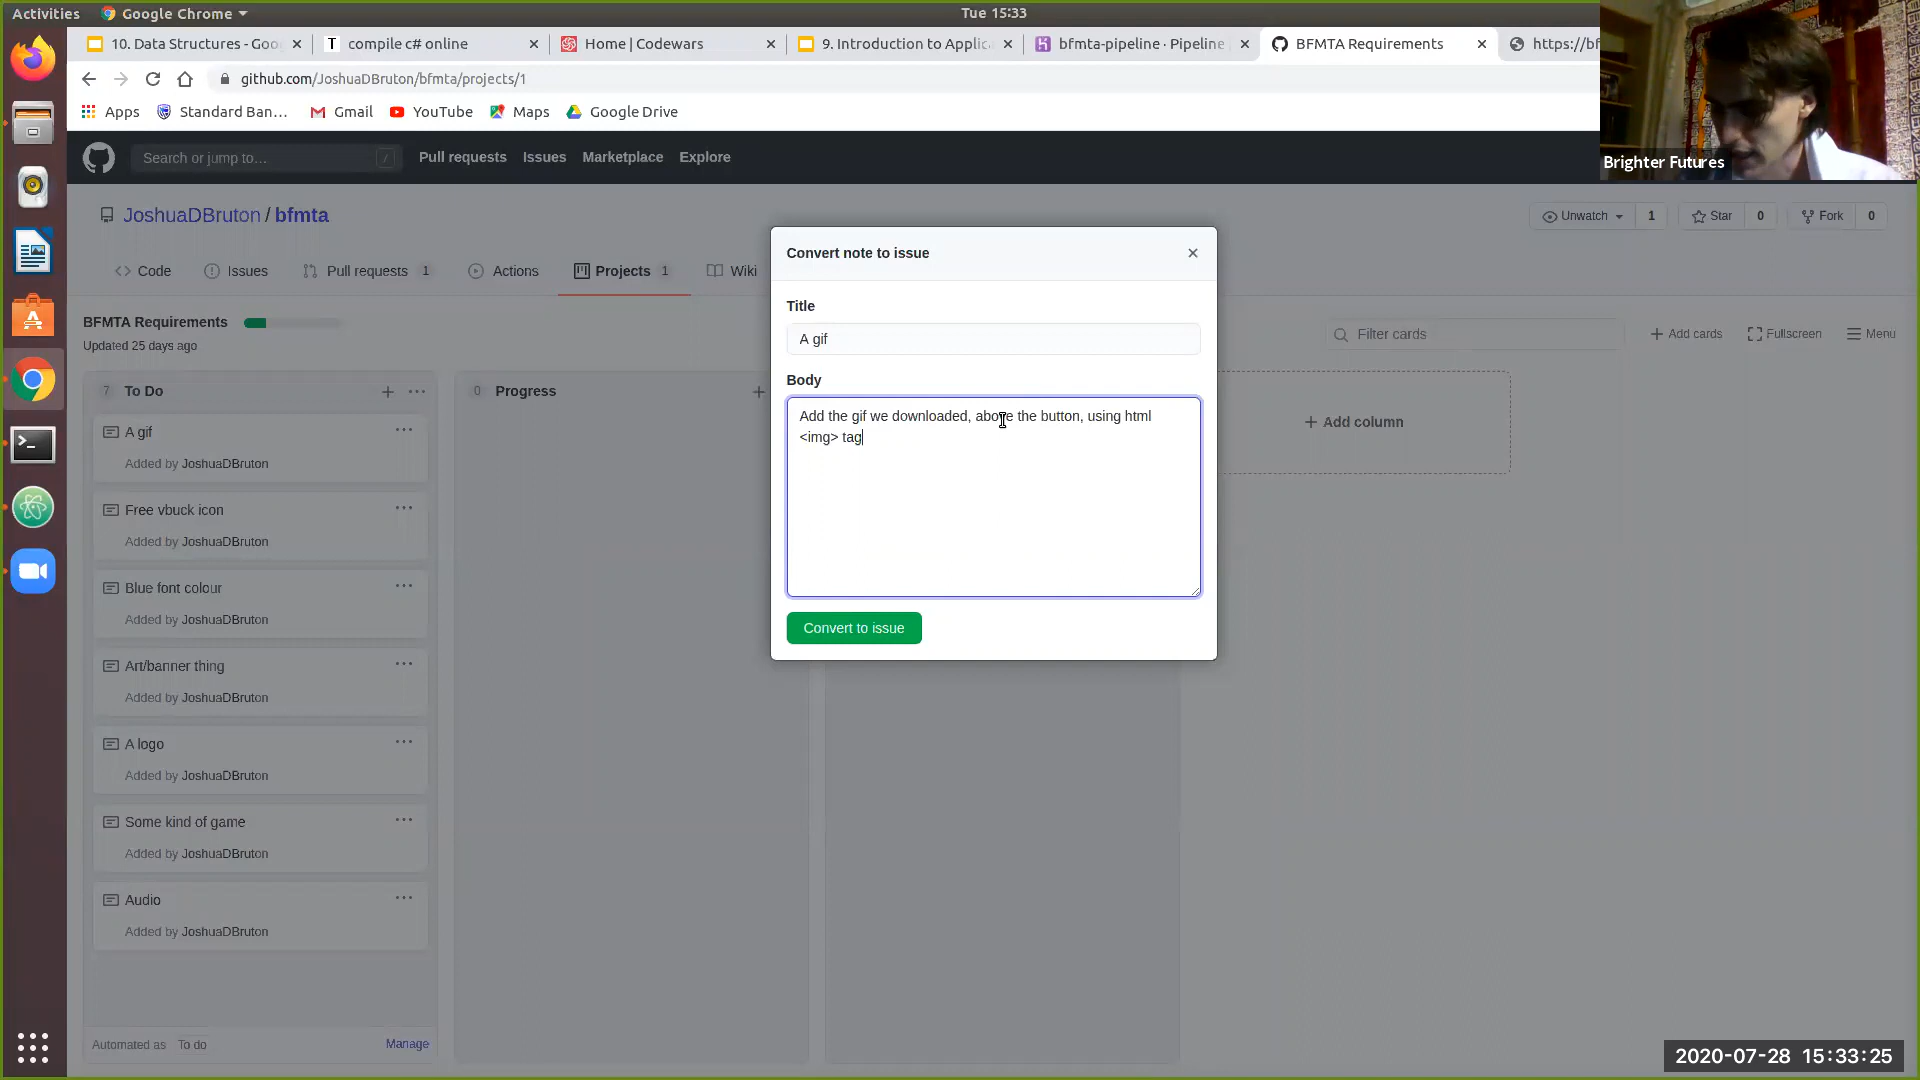 Activities
Google Chrome
Tue 15:33
10. Data Structures - Goo
compile c# online
Home | Codewars
9. Introduction to Applic
bfmta-pipeline · Pipeline
BFMTA Requirements
https://bf
github.com/JoshuaDBruton/bfmta/projects/1
Apps
Standard Ban...
Gmail
YouTube
Maps
Google Drive
Search or jump to...
/
Pull requests
Issues
Marketplace
Explore
Brighter Futures
JoshuaDBruton / bfmta
Unwatch
1
Star
0
Fork
0
Code
Issues
Pull requests 1
Actions
Projects 1
Wiki
BFMTA Requirements
Updated 25 days ago
Filter cards
+ Add cards
Fullscreen
Menu
7 To Do
+ ...
A gif
...
Added by JoshuaDBruton
Free vbuck icon
...
Added by JoshuaDBruton
Blue font colour
...
Added by JoshuaDBruton
Art/banner thing
...
Added by JoshuaDBruton
A logo
...
Added by JoshuaDBruton
Some kind of game
...
Added by JoshuaDBruton
Audio
...
Added by JoshuaDBruton
Automated as To do
Manage
0 Progress
+
Convert note to issue
×
Title
A gif
Body
Add the gif we downloaded, above the button, using html
<img> tag
Convert to issue
+ Add column
2020-07-28 15:33:25